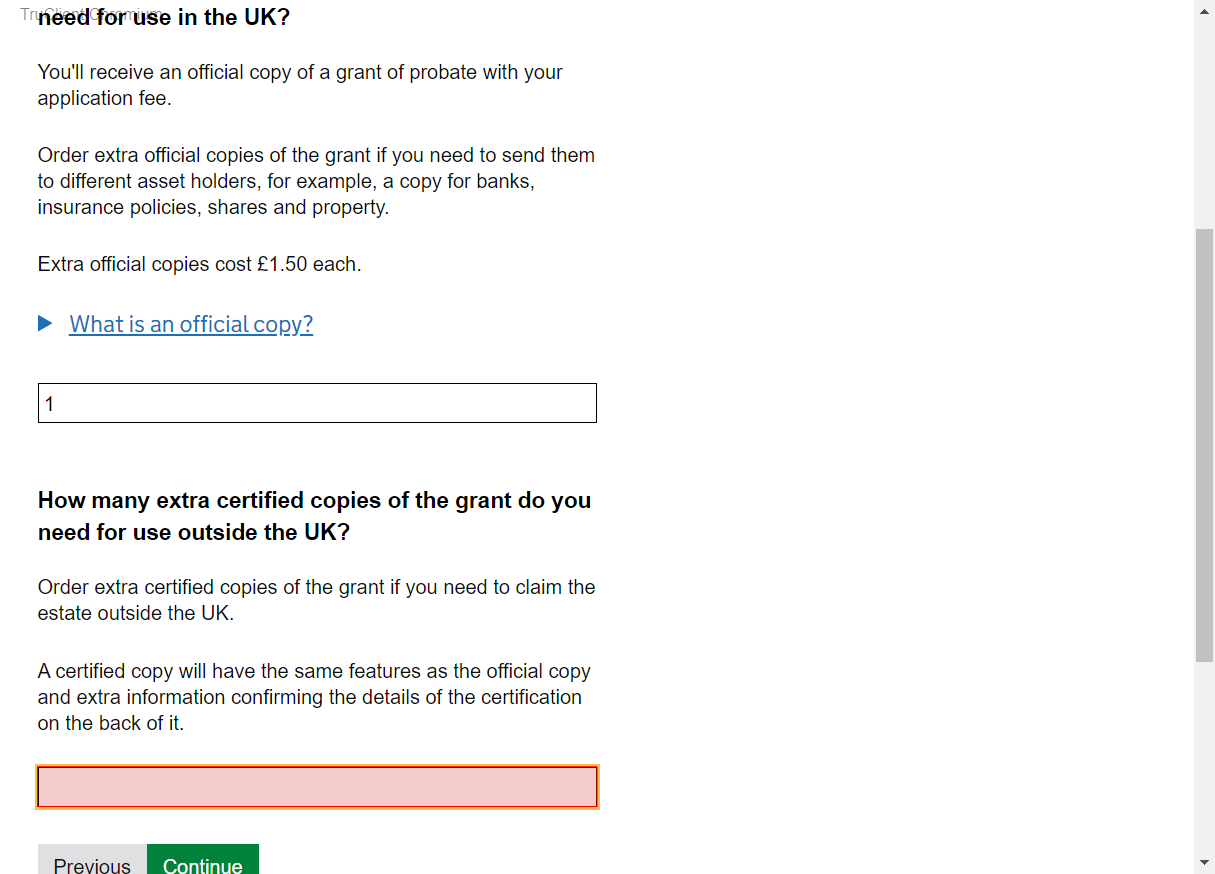 TruClient Chromium
need for use in the UK?
You'll receive an official copy of a grant of probate with your
application fee.
Order extra official copies of the grant if you need to send them
to different asset holders, for example, a copy for banks,
insurance policies, shares and property.
Extra official copies cost £1.50 each.
What is an official copy?
1
How many extra certified copies of the grant do you
need for use outside the UK?
Order extra certified copies of the grant if you need to claim the
estate outside the UK.
A certified copy will have the same features as the official copy
and extra information confirming the details of the certification
on the back of it.
Previous Continue